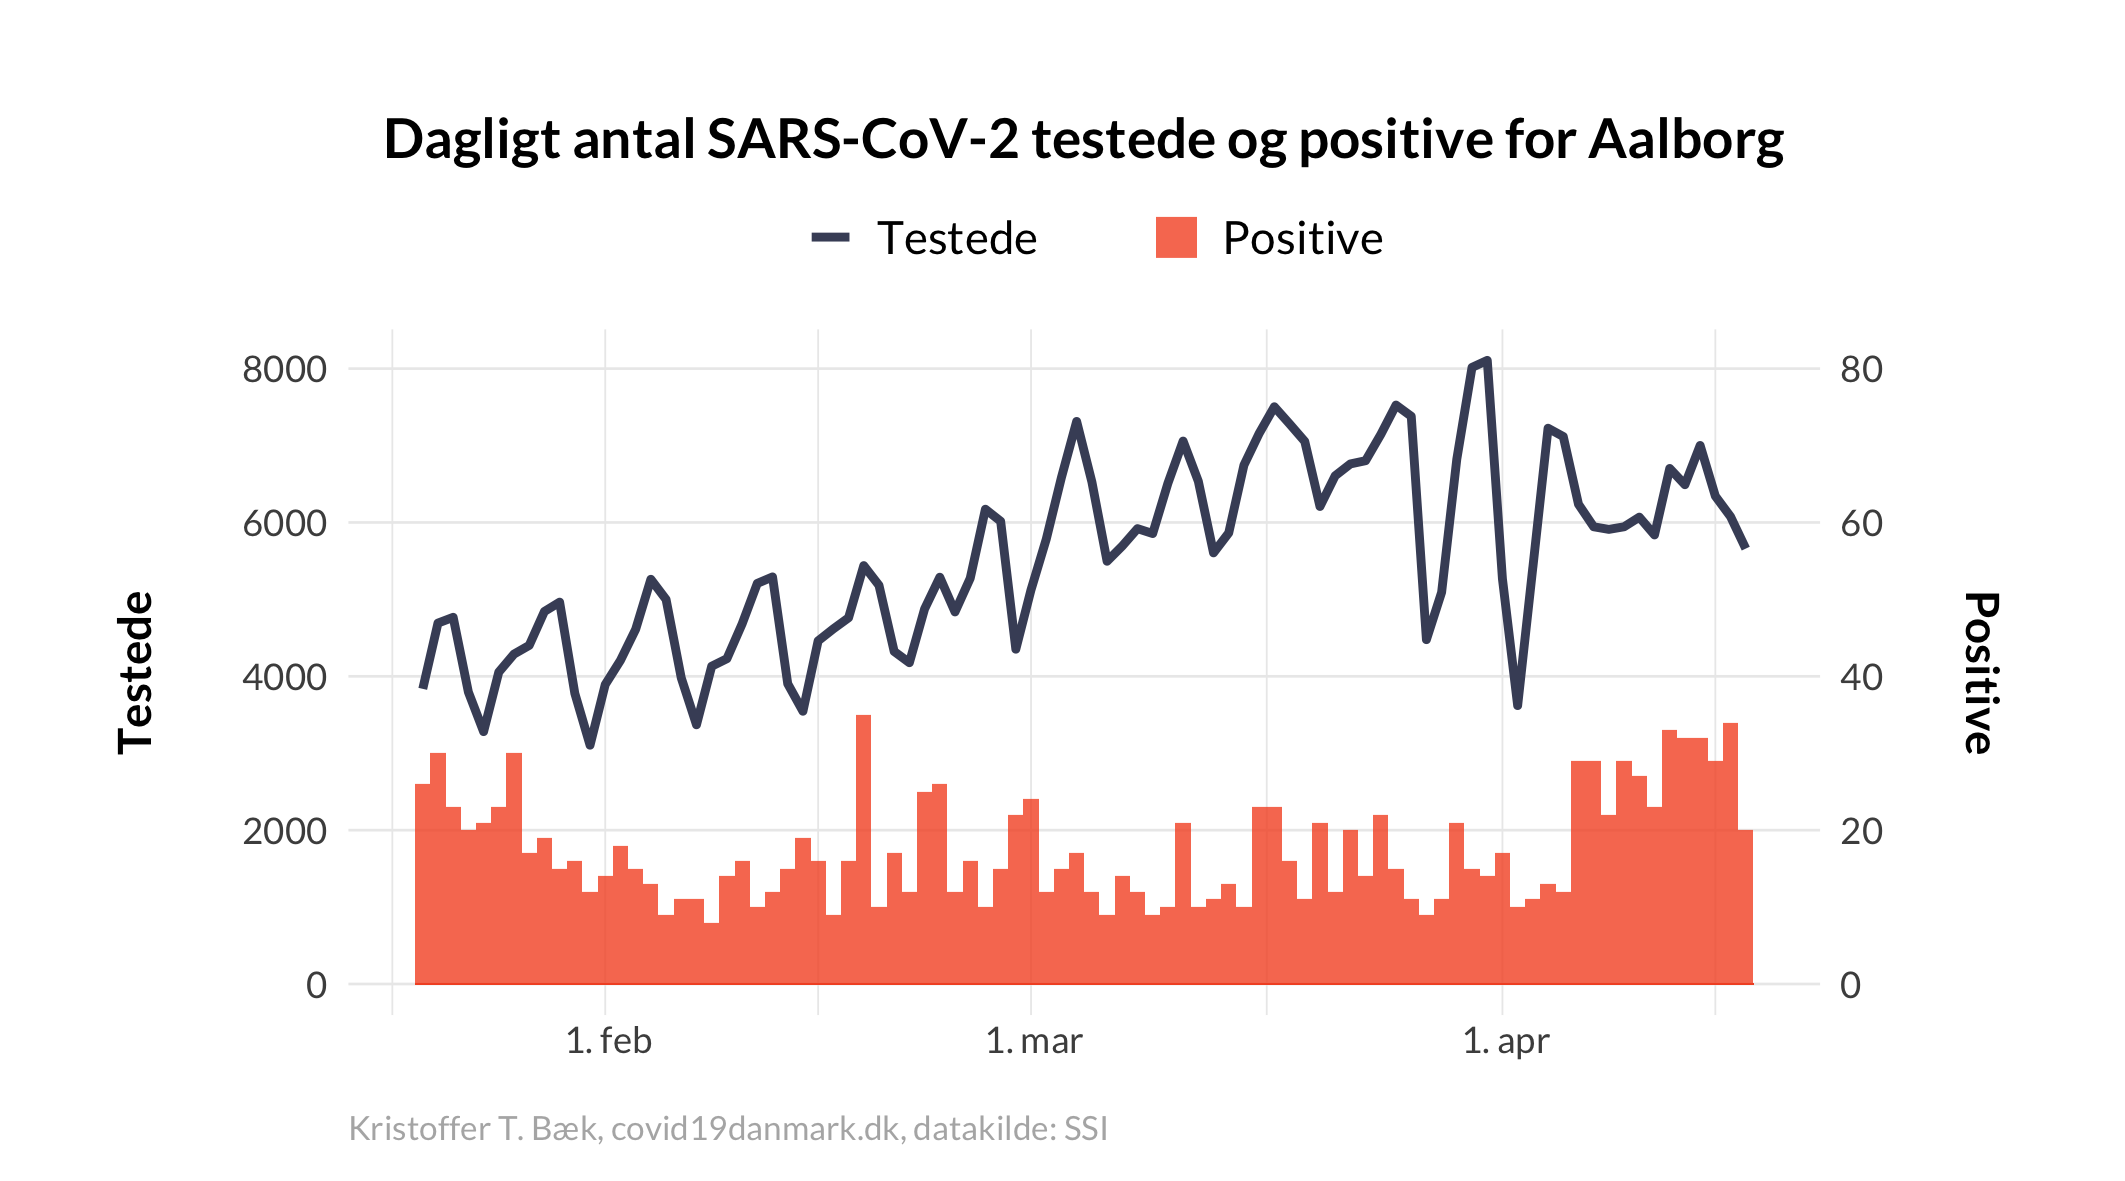 Dagligt antal SARS-CoV-2 testede og positive for Aalborg
Testede Positive
8000 80
6000 60
4000 40
2000 20
0 0
Testede
Positive
1. feb 1. mar 1. apr
Kristoffer T. Bæk, covid19danmark.dk, datakilde: SSI